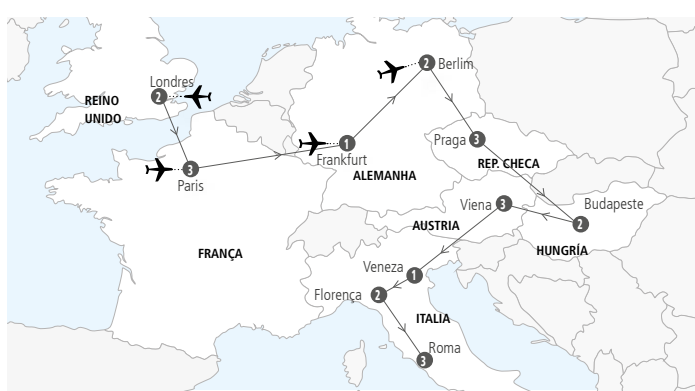 Londres
2
REINO
UNIDO
3
Paris
FRANÇA
2
Berlim
1
Frankfurt
ALEMANHA
Praga
3
REP. CHECA
Viena
3
Budapeste
2
AUSTRIA
HUNGRÍA
Veneza
1
Florença
2
ITALIA
Roma
3